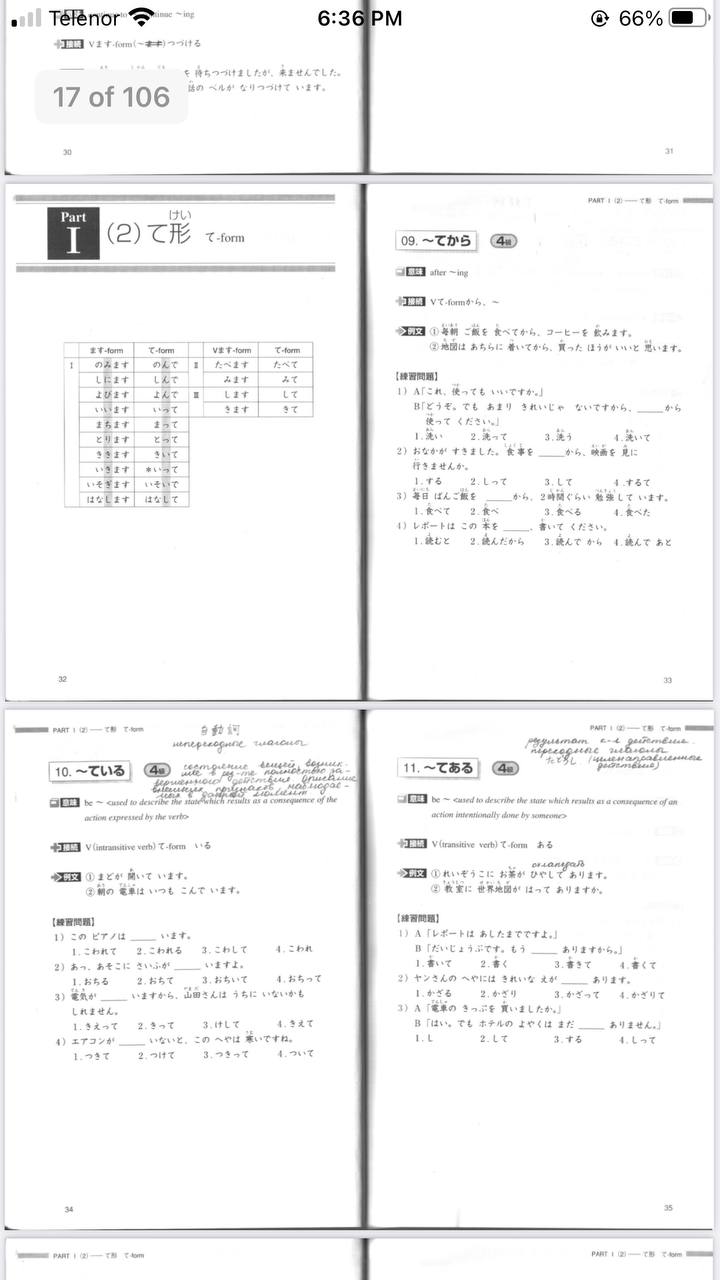 Telenor
6:36 PM
66%
17 of 106
ntinue ～ing
接続 Vます-form(～ます)つづける
を 待ちつづけましたが、来ませんでした。
話の ベルが なりつづけて います。
30
31
Part I (2)て形 て-form
けい
ます-form て-form Vます-form て-form
I のみます のんで II たべます たべて
しにます しんで みます みて
よびます よんで III します して
いいます いって きます きて
まちます まって
とります とって
ききます きいて
いきます *いって
いそぎます いそいで
はなします はなして
32
PART I (2)―て形 て-form
09. ～てから 4級
意味 after ～ing
接続 Vて-formから、～
例文 ①毎朝 ご飯を 食べてから、コーヒーを 飲みます。
②地図は あちらに 着いてから、買った ほうが いいと 思います。
【練習問題】
1) A「これ、使っても いいですか。」
B「どうぞ。でも あまり きれいじゃ ないですから、_____から
使って ください。」
1.洗い 2.洗って 3.洗う 4.洗いて
2) おなかが すきました。食事を _____から、映画を 見に
行きませんか。
1.する 2.しって 3.して 4.するて
3) 毎日 ばんご飯を _____から、2時間ぐらい 勉強して います。
1.食べて 2.食べ 3.食べる 4.食べた
4) レポートは この 本を _____、書いて ください。
1.読むと 2.読んだから 3.読んで から 4.読んで あと
33
PART I (2)―て形 て-form
自動詞
непереходные глаголы
10. ～ている 4級
состояние вещей, возник-
шее в рез-те полностью за-
вершенного действия описание
внешних признаков, наблюдае-
мых в данный момент
意味 be ～ <used to describe the state which results as a consequence of the
action expressed by the verb>
接続 V(intransitive verb)て-form いる
例文 ① まどが 開いて います。
② 朝の 電車は いつも こんで います。
【練習問題】
1) この ピアノは _____ います。
1.こわれて 2.こわれる 3.こわして 4.こわれ
2) あっ、あそこに さいふが _____ いますよ。
1.おちる 2.おちて 3.おちいて 4.おちって
3) 電気が _____ いますから、山田さんは うちに いないかも
しれません。
1.きえって 2.きって 3.けして 4.きえて
4) エアコンが _____ いないと、この へやは 寒いですね。
1.つきて 2.つけて 3.つきって 4.ついて
34
PART I (2)―て形 て-form
результат к-л действия.
переходные глаголы
действия)
11. ～てある 4級
意味 be ～ <used to describe the state which results as a consequence of an
action intentionally done by someone>
接続 V(transitive verb)て-form ある
охлаждать
例文 ①れいぞうこに お茶が ひやして あります。
② 教室に 世界地図が はって ありますか。
【練習問題】
1) A「レポートは あしたまでですよ。」
B「だいじょうぶです。もう _____ ありますから。」
1.書いて 2.書く 3.書きて 4.書くて
2) ヤンさんの へやには きれいな えが _____ あります。
1.かざる 2.かざり 3.かざって 4.かざりて
3) A「電車の きっぷを 買いましたか。」
B「はい。でも ホテルの よやくは まだ _____ ありません。」
1.し 2.して 3.する 4.しって
35
PART I (2)―て形 て-form
PART I (2)―て形 て-form